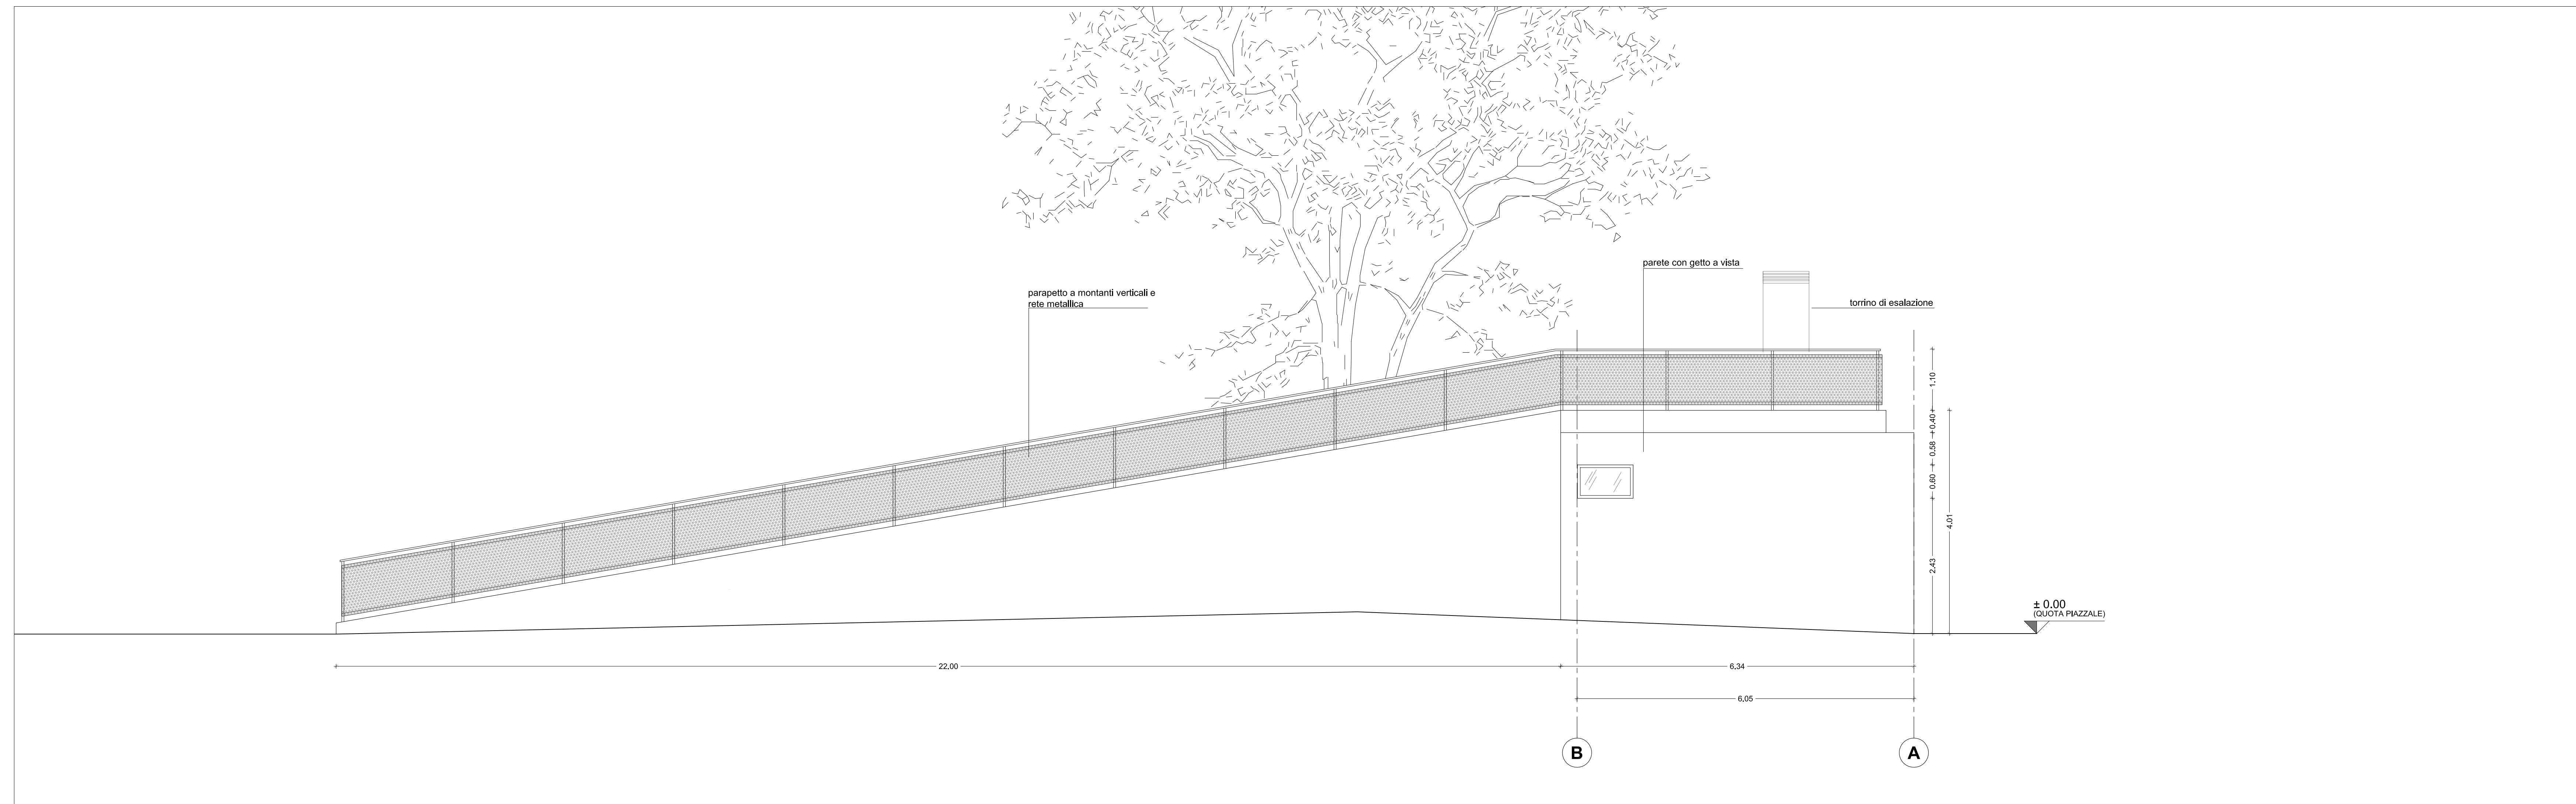 parete con getto a vista
parapetto a montanti verticali e
rete metallica
torrino di esalazione
1,10
0,40
0,58
0,60
4,01
2,43
± 0.00
(QUOTA PIAZZALE)
22,00
6,34
6,05
B
A